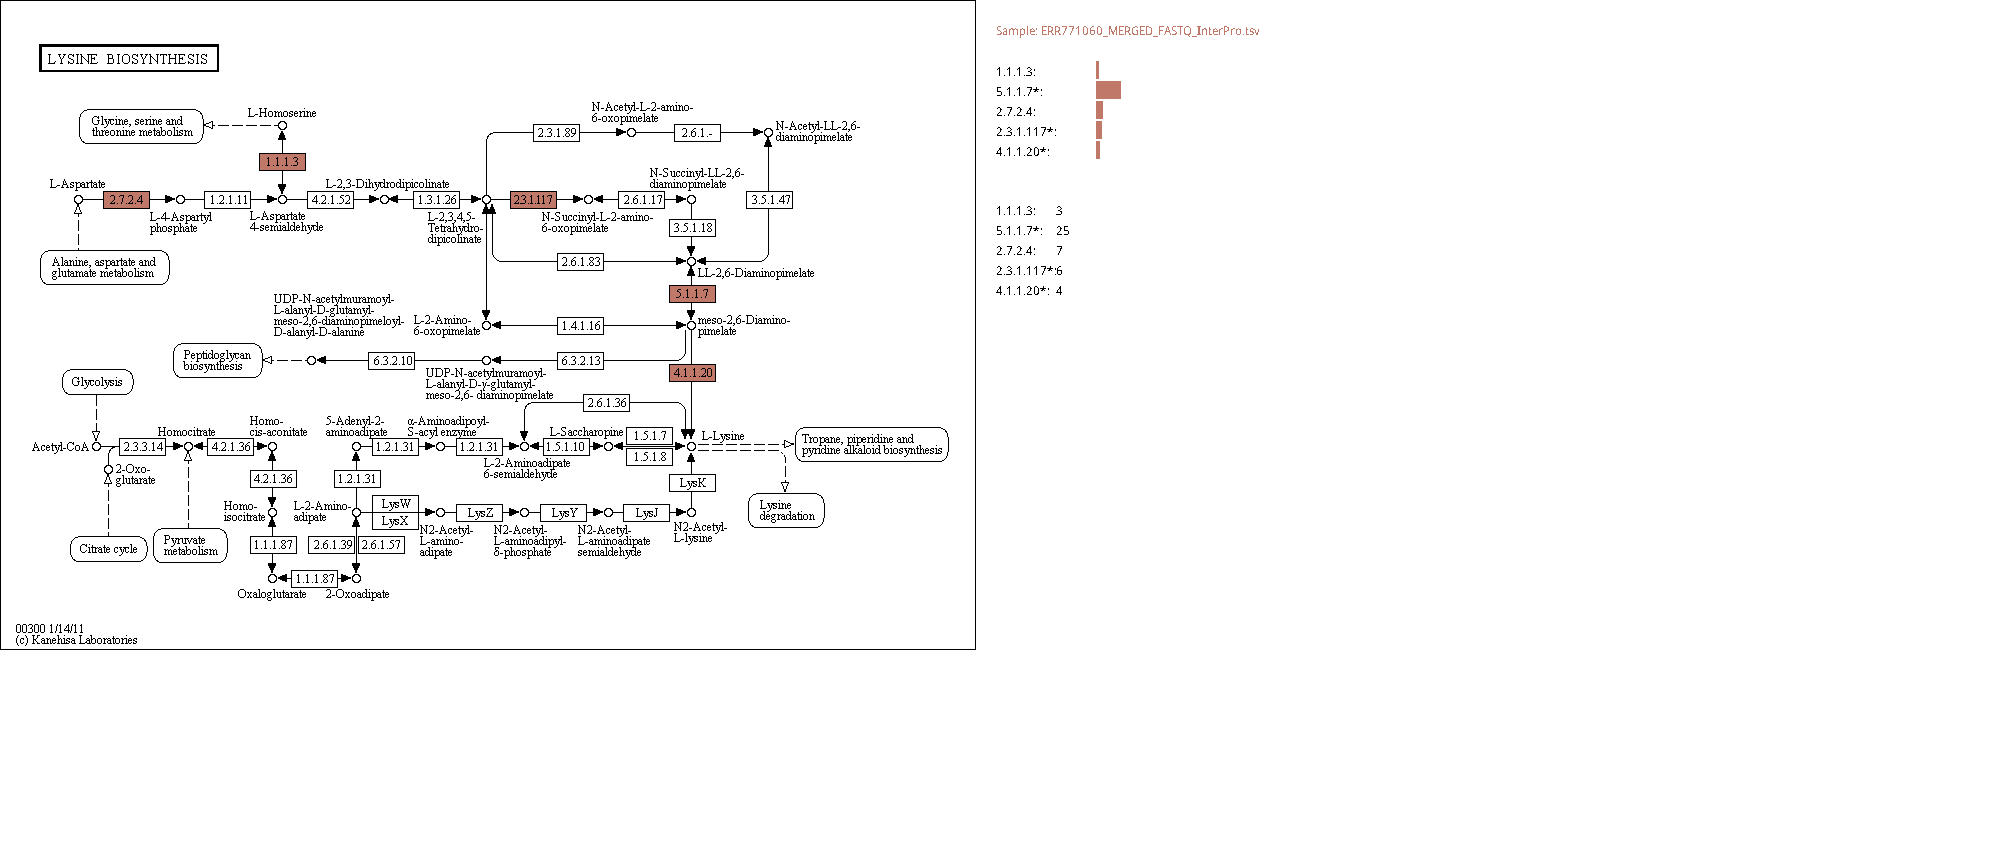 LYSINE BIOSYNTHESIS
Glycine, serine and
threonine metabolism
L-Homoserine
1.1.1.3
L-Aspartate
2.7.2.4
L-4-Aspartyl
phosphate
1.2.1.11
L-Aspartate
4-semialdehyde
4.2.1.52
L-2,3-Dihydrodipicolinate
1.3.1.26
L-2,3,4,5-
Tetrahydro-
dipicolinate
2.3.1.89
N-Acetyl-L-2-amino-
6-oxopimelate
2.6.1.-
N-Acetyl-LL-2,6-
diaminopimelate
2.3.1.117
N-Succinyl-L-2-amino-
6-oxopimelate
2.6.1.17
N-Succinyl-LL-2,6-
diaminopimelate
3.5.1.47
3.5.1.18
2.6.1.83
LL-2,6-Diaminopimelate
5.1.1.7
Alanine, aspartate and
glutamate metabolism
UDP-N-acetylmuramoyl-
L-alanyl-D-glutamyl-
meso-2,6-diaminopimeloyl-
D-alanyl-D-alanine
L-2-Amino-
6-oxopimelate
1.4.1.16
meso-2,6-Diamino-
pimelate
Peptidoglycan
biosynthesis
6.3.2.10
6.3.2.13
UDP-N-acetylmuramoyl-
L-alanyl-D-γ-glutamyl-
meso-2,6- diaminopimelate
4.1.1.20
Glycolysis
Acetyl-CoA
2.3.3.14
Homocitrate
4.2.1.36
Homo-
cis-aconitate
2-Oxo-
glutarate
4.2.1.36
Homo-
isocitrate
1.1.1.87
Oxaloglutarate
1.1.1.87
2-Oxoadipate
2.6.1.39
2.6.1.57
L-2-Amino-
adipate
1.2.1.31
5-Adenyl-2-
aminoadipate
1.2.1.31
α-Aminoadipoyl-
S-acyl enzyme
1.2.1.31
L-2-Aminoadipate
6-semialdehyde
2.6.1.36
1.5.1.10
L-Saccharopine
1.5.1.7
1.5.1.8
L-Lysine
Tropane, piperidine and
pyridine alkaloid biosynthesis
Lysine
degradation
LysK
LysW
LysX
N2-Acetyl-
L-amino-
adipate
LysZ
N2-Acetyl-
L-aminoadipyl-
δ-phosphate
LysY
N2-Acetyl-
L-aminoadipate
semialdehyde
LysJ
N2-Acetyl-
L-lysine
Citrate cycle
Pyruvate
metabolism
00300 1/14/11
(c) Kanehisa Laboratories
Sample: ERR771060_MERGED_FASTQ_InterPro.tsv
1.1.1.3:
5.1.1.7*:
2.7.2.4:
2.3.1.117*:
4.1.1.20*:
1.1.1.3: 3
5.1.1.7*: 25
2.7.2.4: 7
2.3.1.117*:6
4.1.1.20*: 4